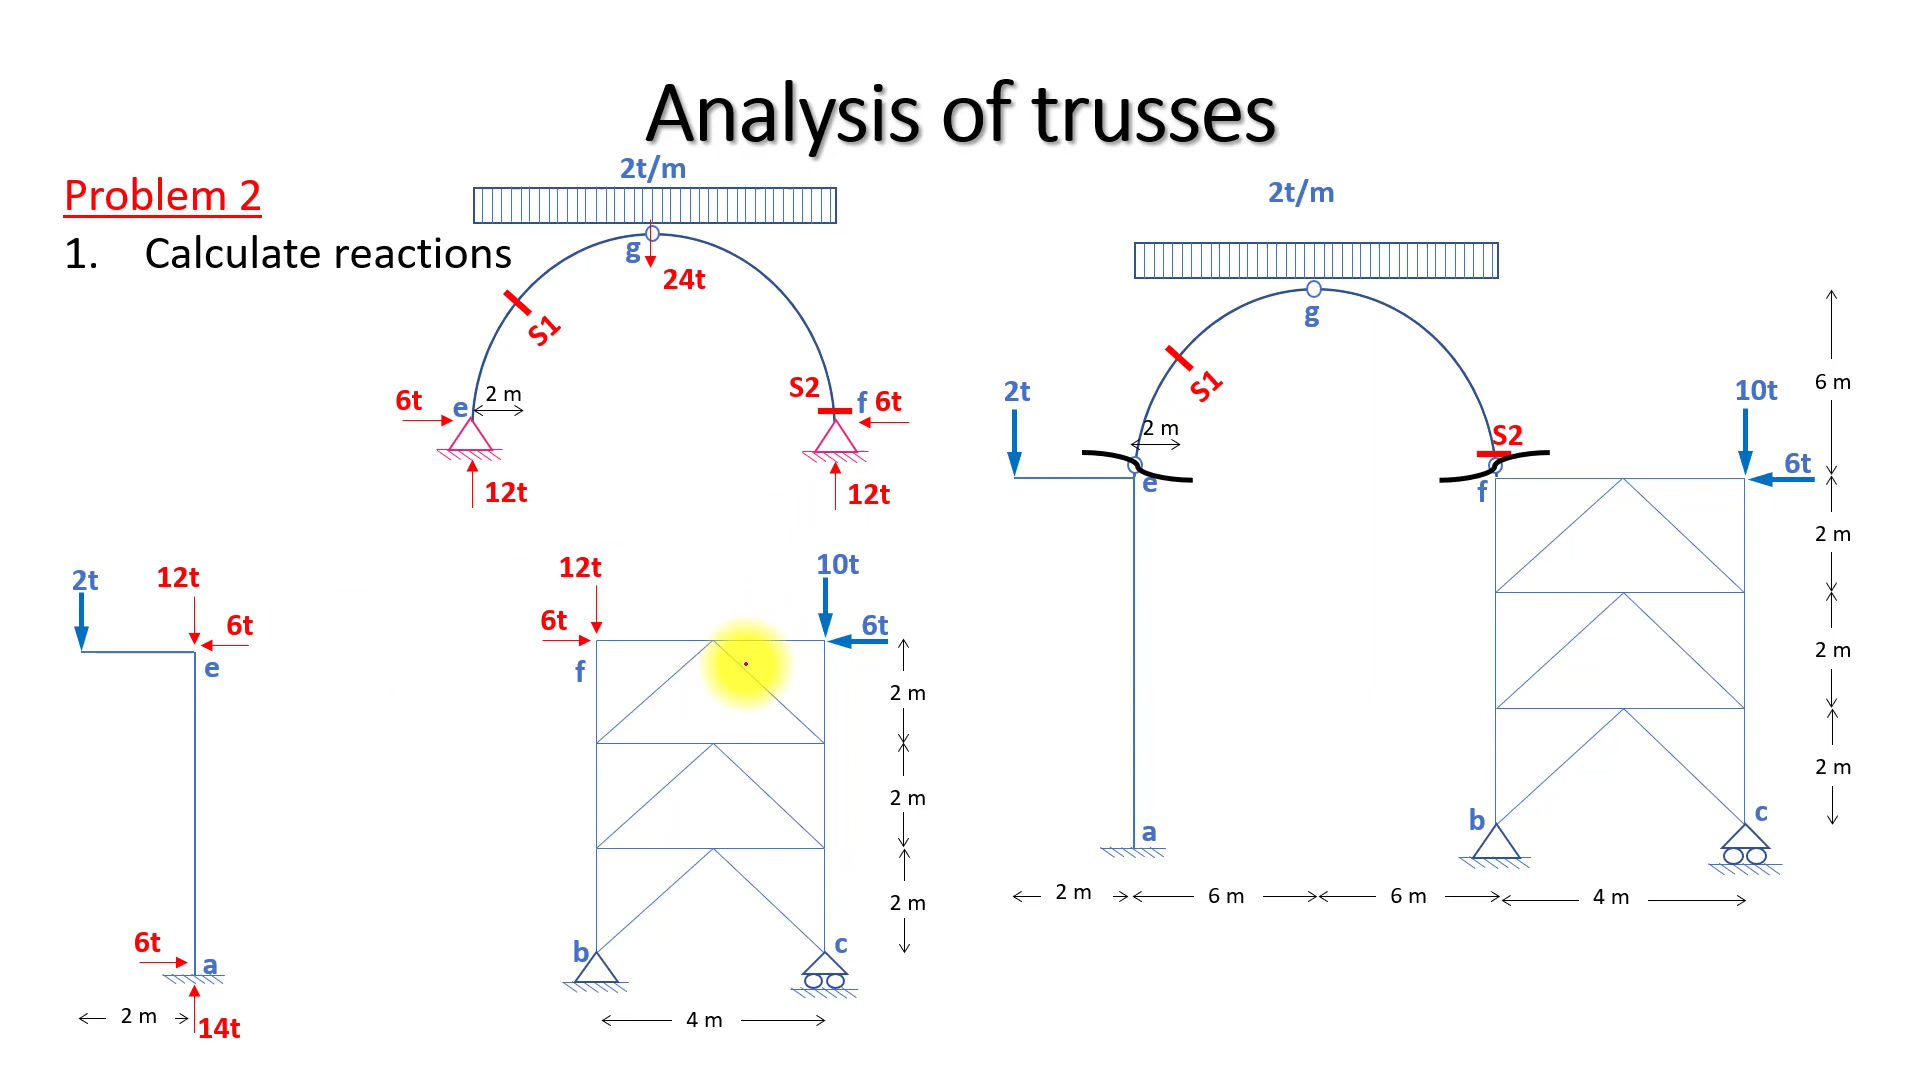 Analysis of trusses
Problem 2
1. Calculate reactions
2t/m
g
24t
S1
6t
e
2 m
S2
f
6t
12t
12t
2t
12t
6t
e
6t
a
2 m
14t
12t
10t
6t
6t
f
2 m
2 m
2 m
b
c
4 m
2t/m
g
S1
2t
2 m
e
S2
f
10t
6t
6 m
2 m
2 m
2 m
a
b
c
2 m
6 m
6 m
4 m